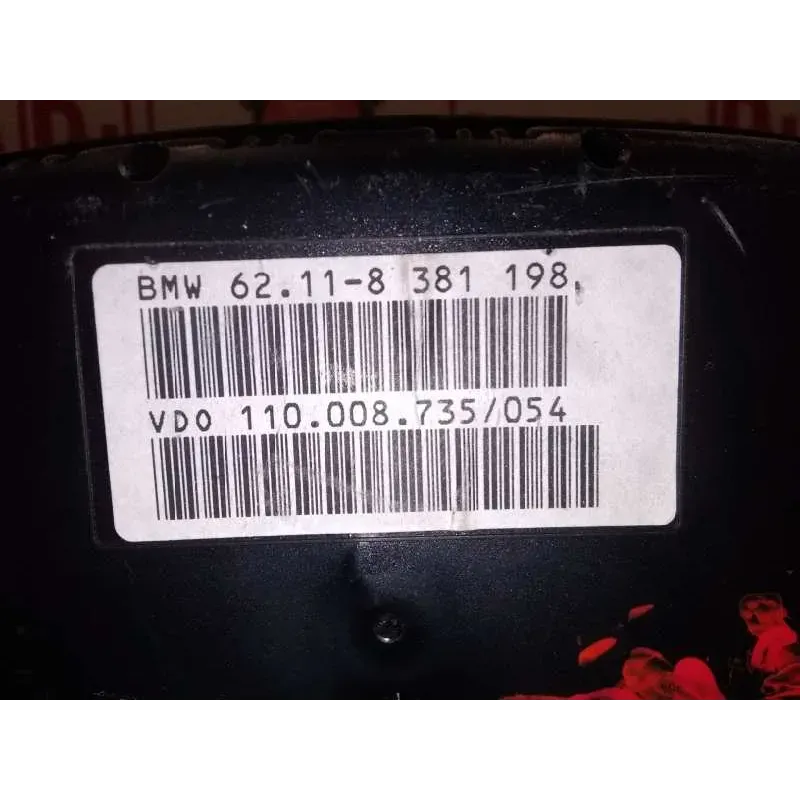 BMW 62.11-8 381 198.
VDO 110.008.735/054